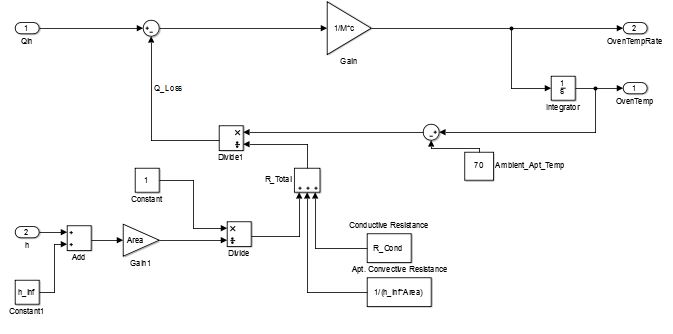 1
Qin
+
-
1/M*c
Gain
2
OvenTempRate
Q_Loss
1
s
Integrator
1
OvenTemp
×
÷
Divide1
-
+
70
Ambient_Apt_Temp
1
Constant
R_Total
+ + +
2
h
+
+
Add
Area
Gain1
×
÷
Divide
Conductive Resistance
R_Cond
Apt. Convective Resistance
1/(h_inf*Area)
h_inf
Constant1